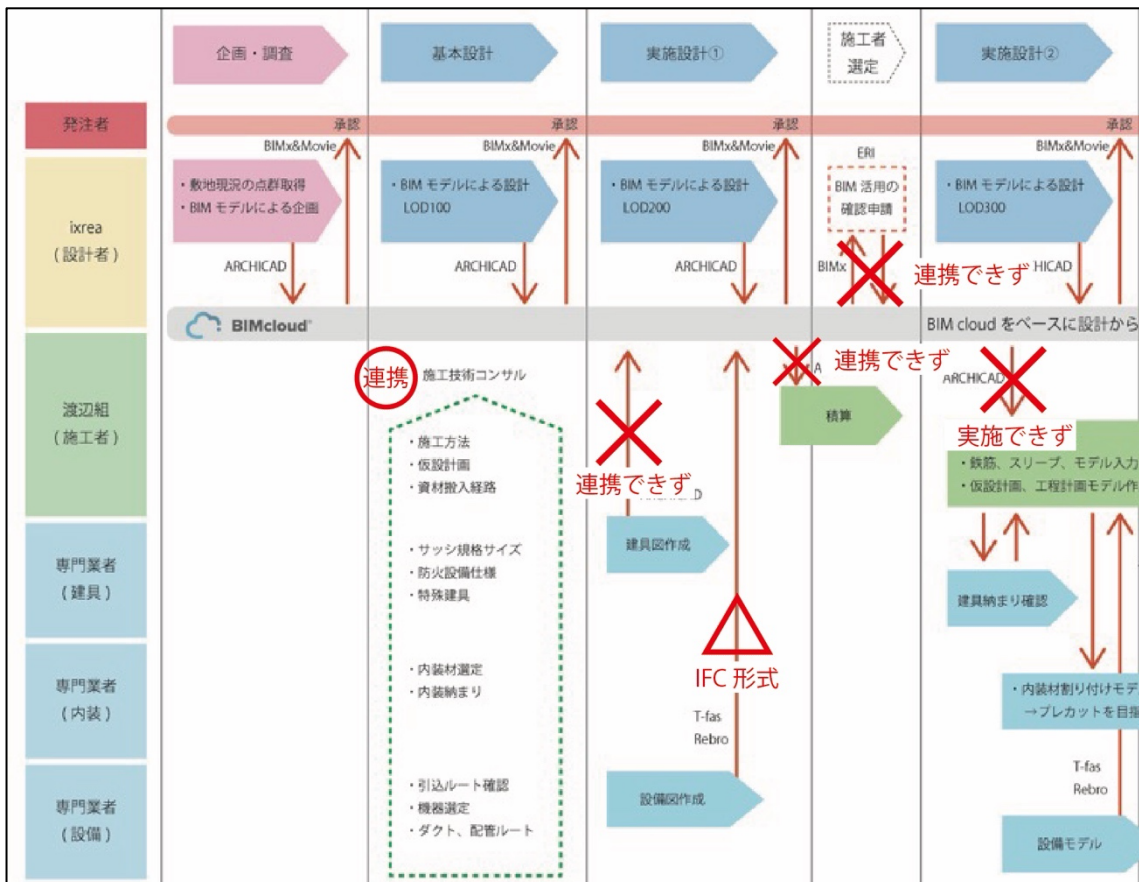 企画・調査
基本設計
実施設計①
施工者
選定
実施設計②
発注者
承認
承認
承認
承認
BIMx&Movie
BIMx&Movie
BIMx&Movie
BIMx&Movie
ixrea
(設計者)
・敷地現況の点群取得
・BIM モデルによる企画
・BIM モデルによる設計
LOD100
・BIM モデルによる設計
LOD200
ERI
BIM 活用の
確認申請
・BIM モデルによる設計
LOD300
ARCHICAD
ARCHICAD
ARCHICAD
BIMx
連携できず
HICAD
BIMcloud
BIM cloud をベースに設計から
渡辺組
(施工者)
連携
施工技術コンサル
・施工方法
・仮設計画
・資材搬入経路
連携できず
連携できず
A
積算
ARCHICAD
実施できず
・鉄筋、スリーブ、モデル入力
・仮設計画、工程計画モデル作
専門業者
(建具)
・サッシ規格サイズ
・防火設備仕様
・特殊建具
建具図作成
建具納まり確認
専門業者
(内装)
・内装材選定
・内装納まり
IFC 形式
・内装材割り付けモデ
→プレカットを目指
T-fas
Rebro
専門業者
(設備)
・引込ルート確認
・機器選定
・ダクト、配管ルート
設備図作成
T-fas
Rebro
設備モデル